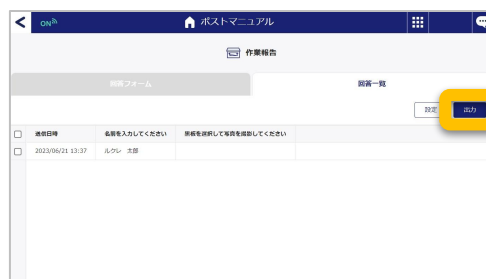 ON
ポストマニュアル
作業報告
回答フォーム
回答一覧
設定
出力
送信日時
名前を入力してください
黒板を選択して写真を撮影してください
2023/06/21 13:37
ルクレ 太郎